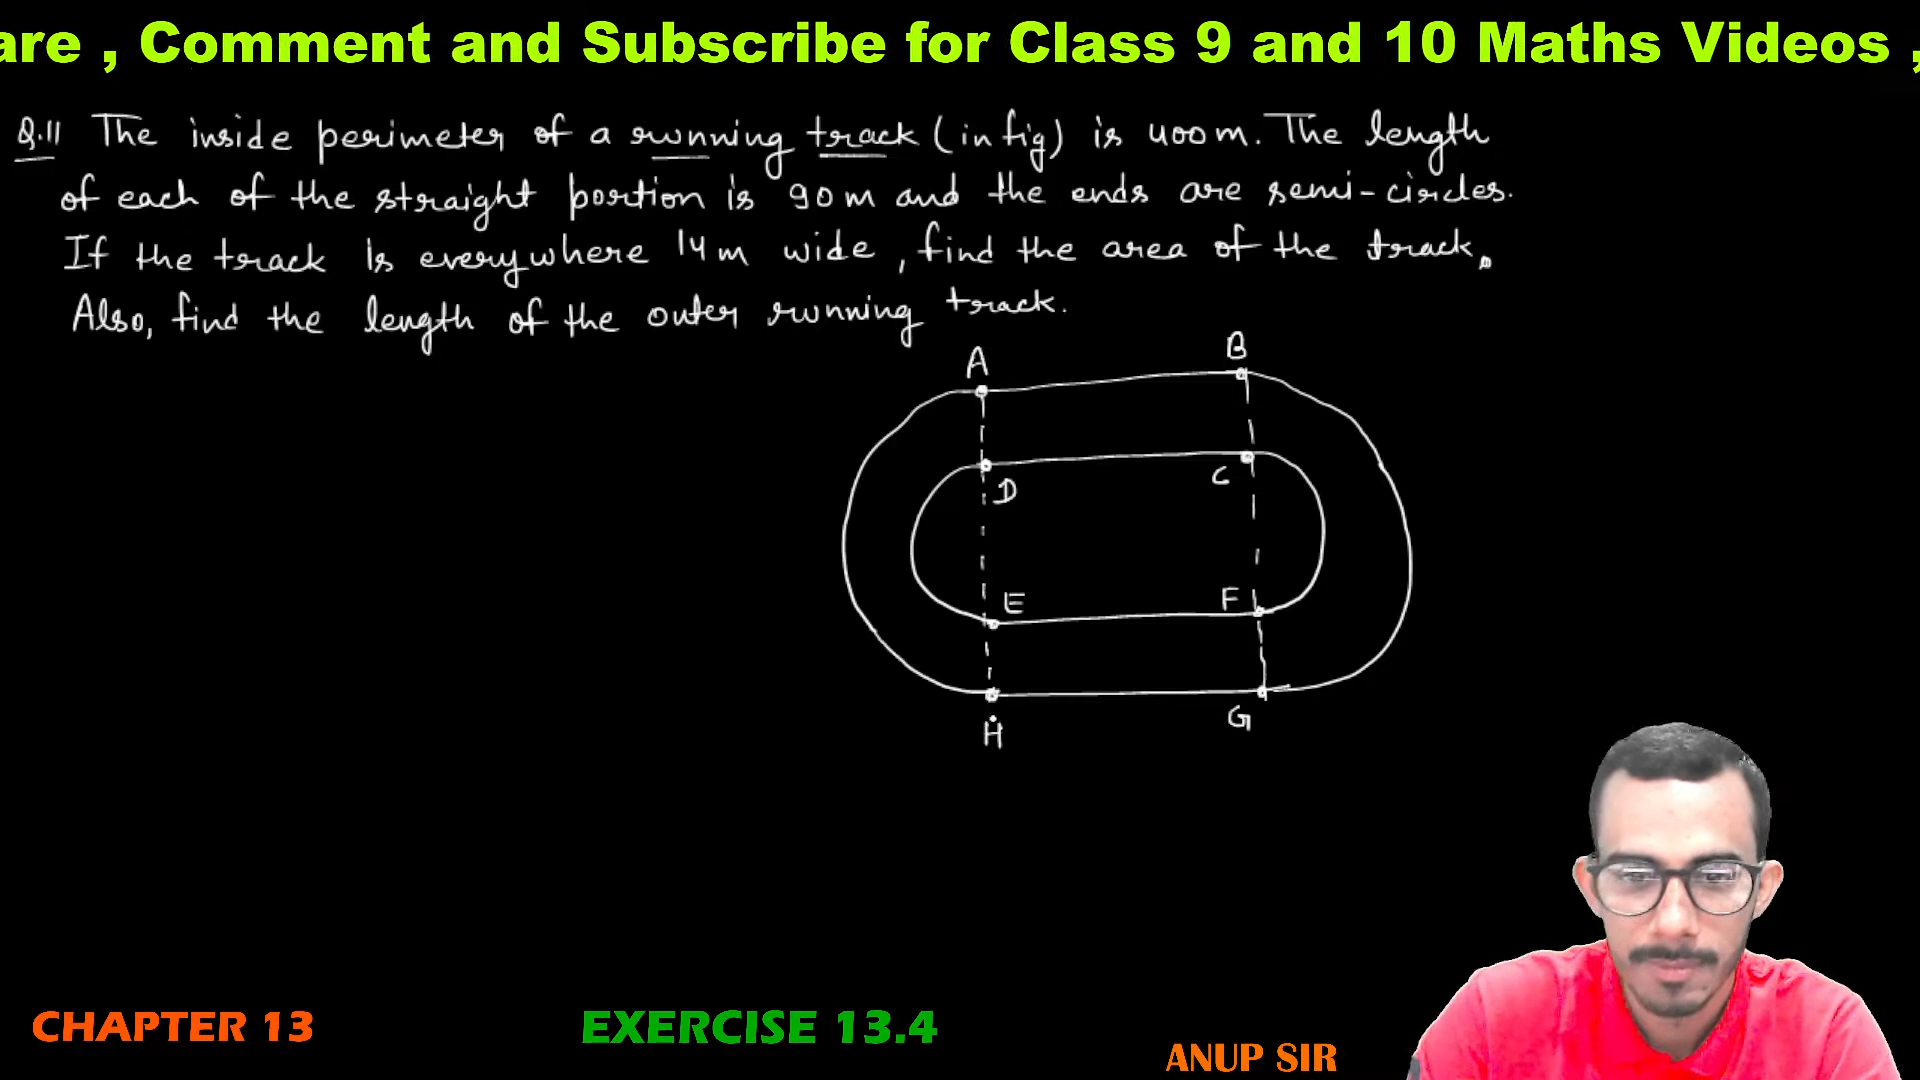 are , Comment and Subscribe for Class 9 and 10 Maths Videos ,
Q.11 The inside perimeter of a running track (in fig) is 400 m. The length
of each of the straight portion is 90 m and the ends are semi-circles.
If the track is everywhere 14 m wide, find the area of the track.
Also, find the length of the outer running track.
A
B
D
C
E
F
H
G
CHAPTER 13
EXERCISE 13.4
ANUP SIR